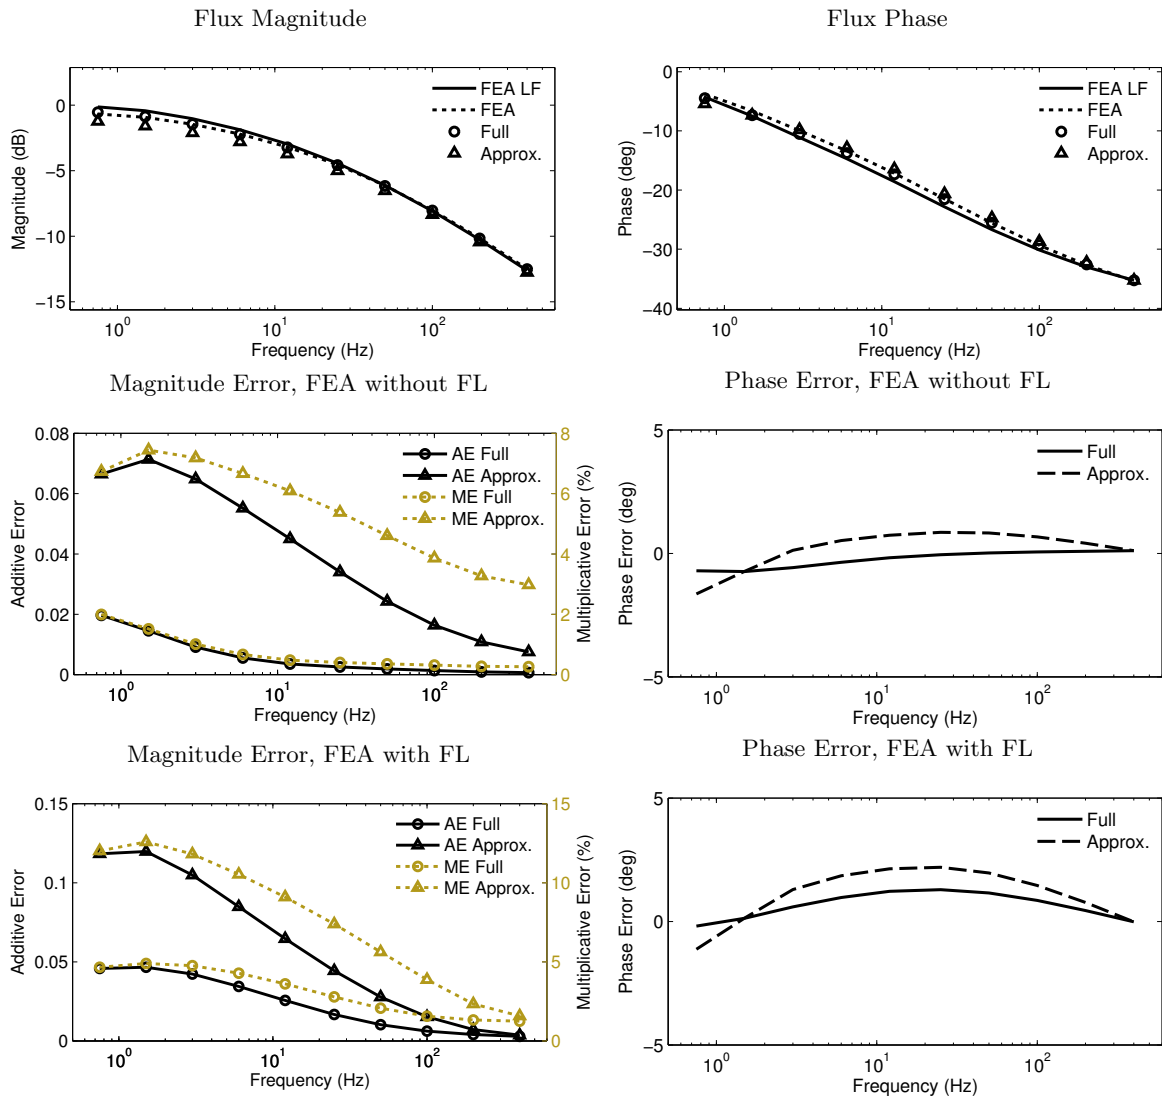 Flux Magnitude
0
−5
−10
−15
Magnitude (dB)
10^0
10^1
10^2
Frequency (Hz)
FEA LF
FEA
Full
Approx.
Flux Phase
0
−10
−20
−30
−40
Phase (deg)
10^0
10^1
10^2
Frequency (Hz)
FEA LF
FEA
Full
Approx.
Magnitude Error, FEA without FL
0.08
0.06
0.04
0.02
0
Additive Error
8
6
4
2
0
Multiplicative Error (%)
10^0
10^1
10^2
Frequency (Hz)
AE Full
AE Approx.
ME Full
ME Approx.
Phase Error, FEA without FL
5
0
−5
Phase Error (deg)
10^0
10^1
10^2
Frequency (Hz)
Full
Approx.
Magnitude Error, FEA with FL
0.15
0.1
0.05
0
Additive Error
15
10
5
0
Multiplicative Error (%)
10^0
10^1
10^2
Frequency (Hz)
AE Full
AE Approx.
ME Full
ME Approx.
Phase Error, FEA with FL
5
0
−5
Phase Error (deg)
10^0
10^1
10^2
Frequency (Hz)
Full
Approx.